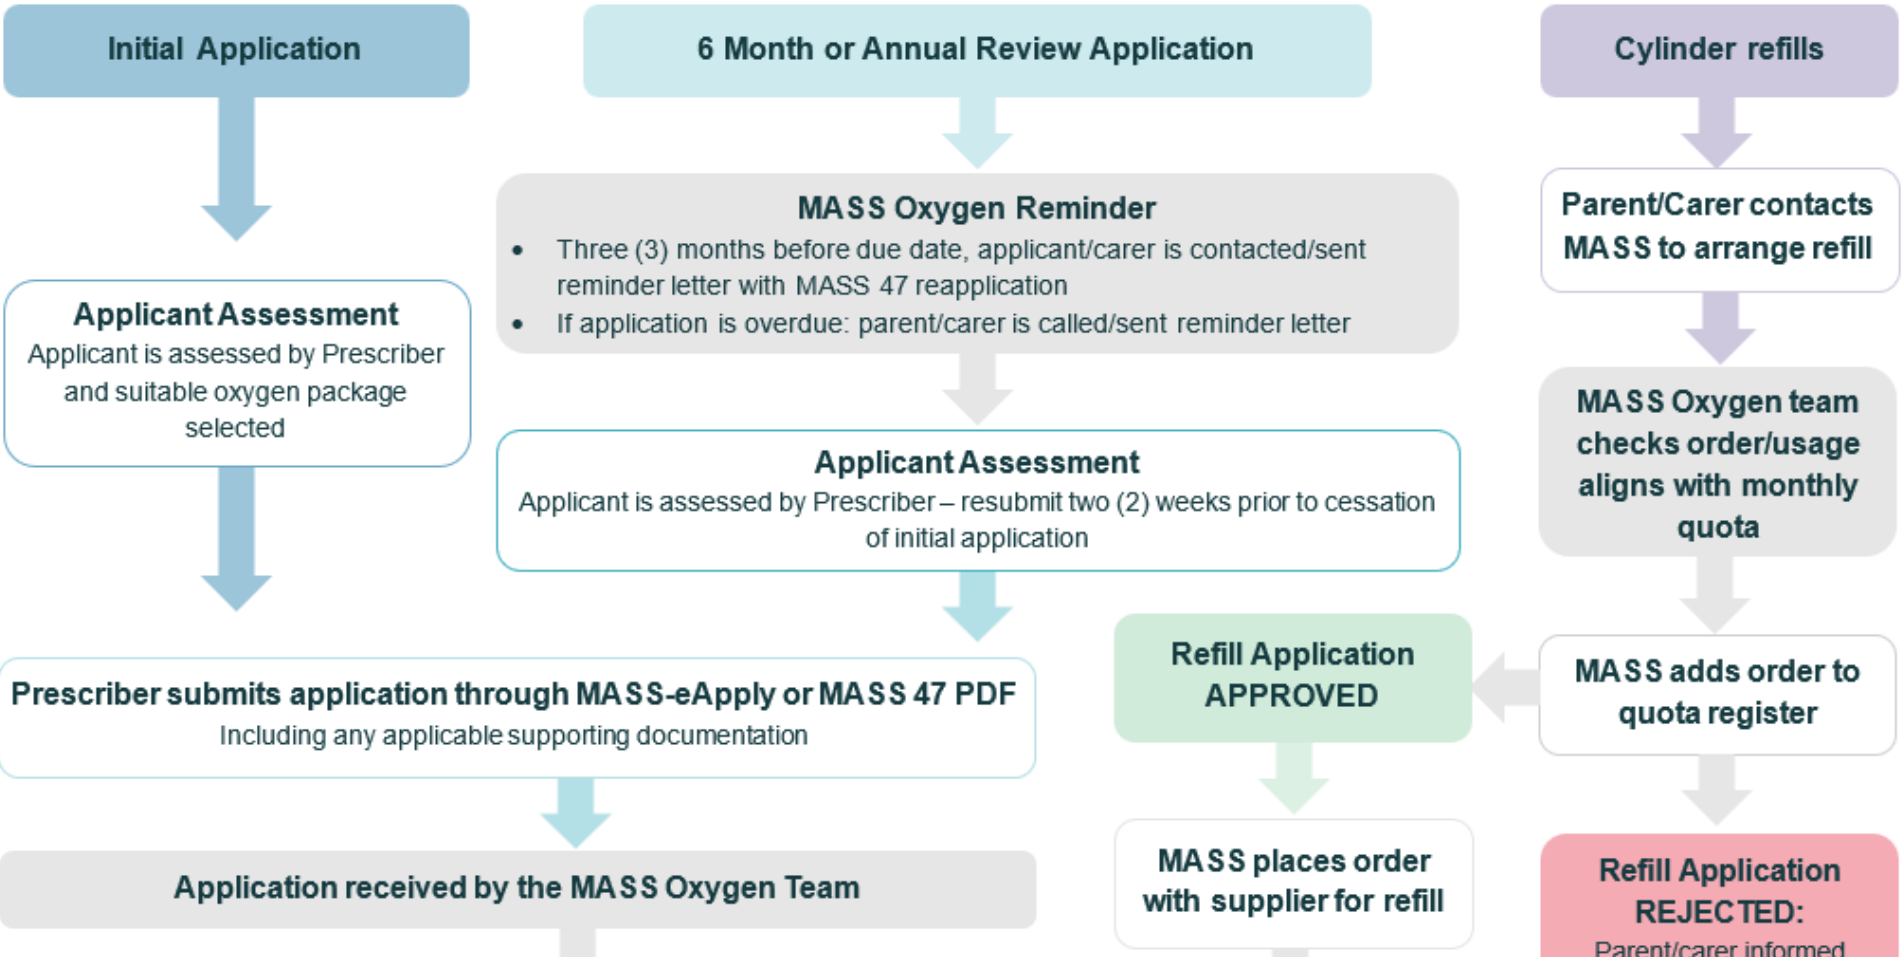 Initial Application
6 Month or Annual Review Application
Cylinder refills
MASS Oxygen Reminder
• Three (3) months before due date, applicant/carer is contacted/sent
reminder letter with MASS 47 reapplication
• If application is overdue: parent/carer is called/sent reminder letter
Parent/Carer contacts
MASS to arrange refill
Applicant Assessment
Applicant is assessed by Prescriber
and suitable oxygen package
selected
Applicant Assessment
Applicant is assessed by Prescriber – resubmit two (2) weeks prior to cessation
of initial application
MASS Oxygen team
checks order/usage
aligns with monthly
quota
Prescriber submits application through MASS-eApply or MASS 47 PDF
Including any applicable supporting documentation
Refill Application
APPROVED
MASS adds order to
quota register
Application received by the MASS Oxygen Team
MASS places order
with supplier for refill
Refill Application
REJECTED:
Parent/carer informed